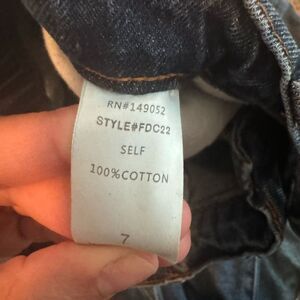 RN#149052
STYLE#FDC22
SELF
100%COTTON
7